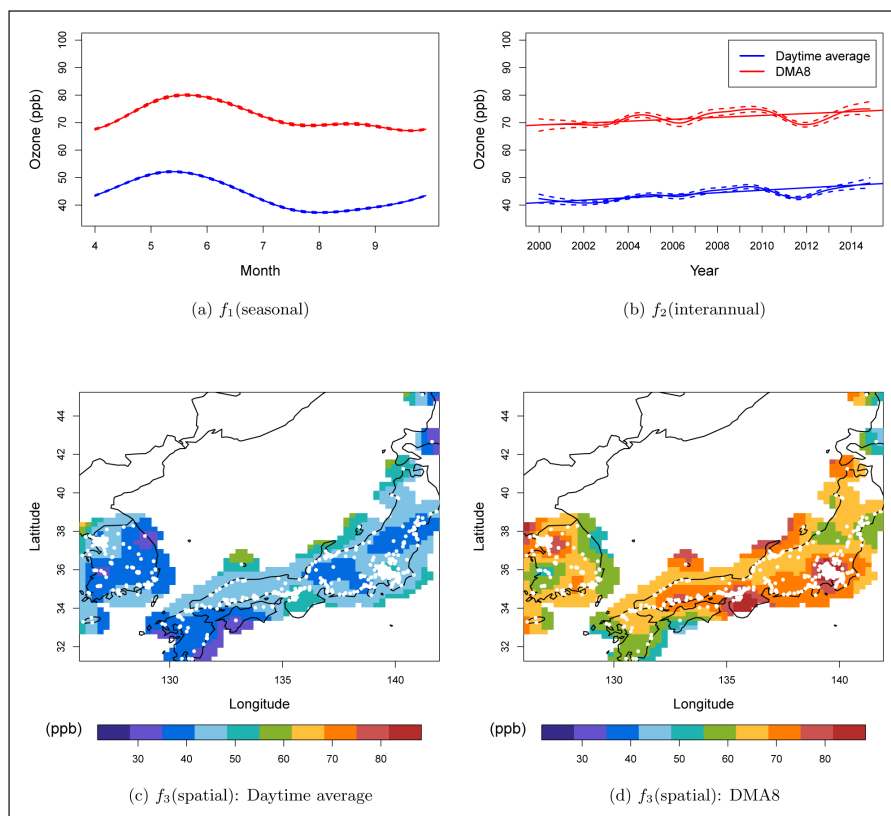 100
90
80
70
60
50
40
Ozone (ppb)
4 5 6 7 8 9
Month
(a) f₁(seasonal)
100
90
80
70
60
50
40
Ozone (ppb)
Daytime average
DMA8
2000 2002 2004 2006 2008 2010 2012 2014
Year
(b) f₂(interannual)
44
42
40
38
36
34
32
Latitude
130 135 140
Longitude
(ppb)
30 40 50 60 70 80
(c) f₃(spatial): Daytime average
44
42
40
38
36
34
32
Latitude
130 135 140
Longitude
(ppb)
30 40 50 60 70 80
(d) f₃(spatial): DMA8